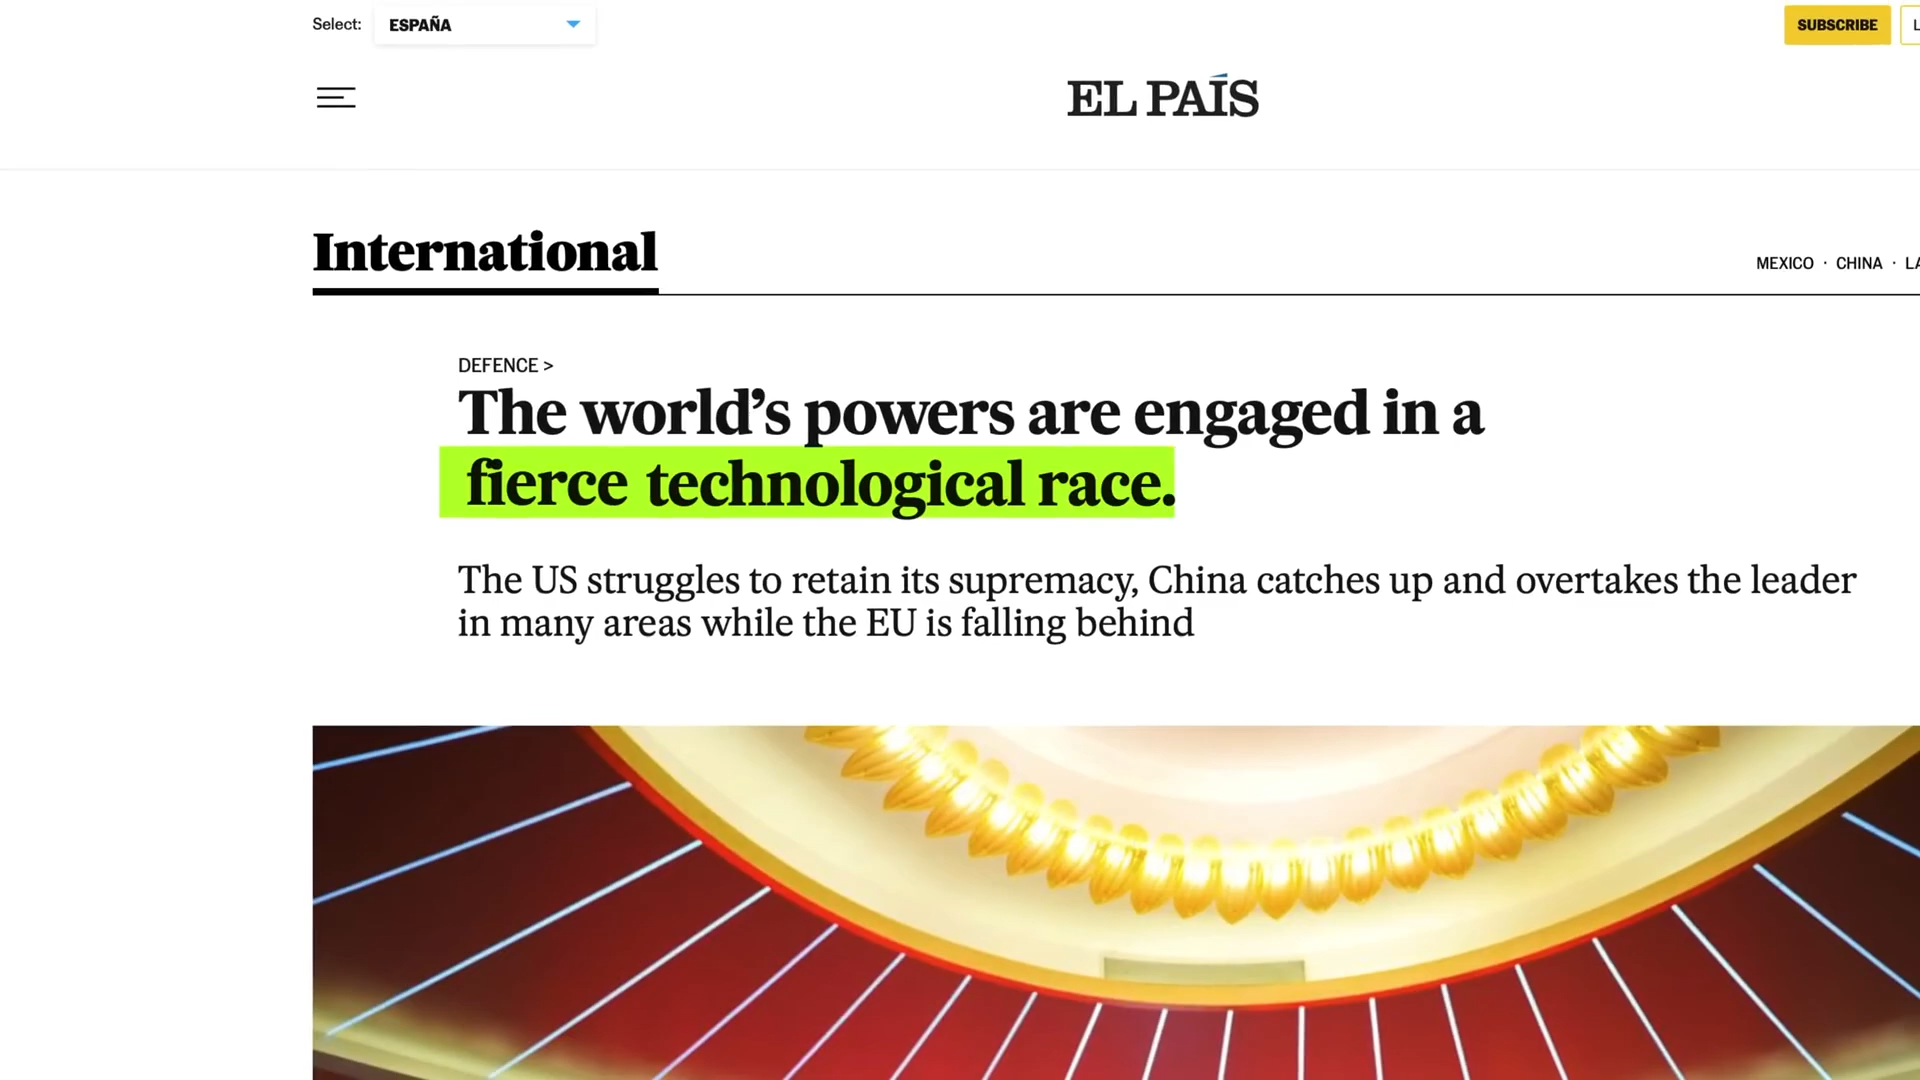 Select: ESPAÑA
SUBSCRIBE
EL PAÍS
International
MEXICO · CHINA ·
DEFENCE >
The world’s powers are engaged in a
fierce technological race.
The US struggles to retain its supremacy, China catches up and overtakes the leader
in many areas while the EU is falling behind